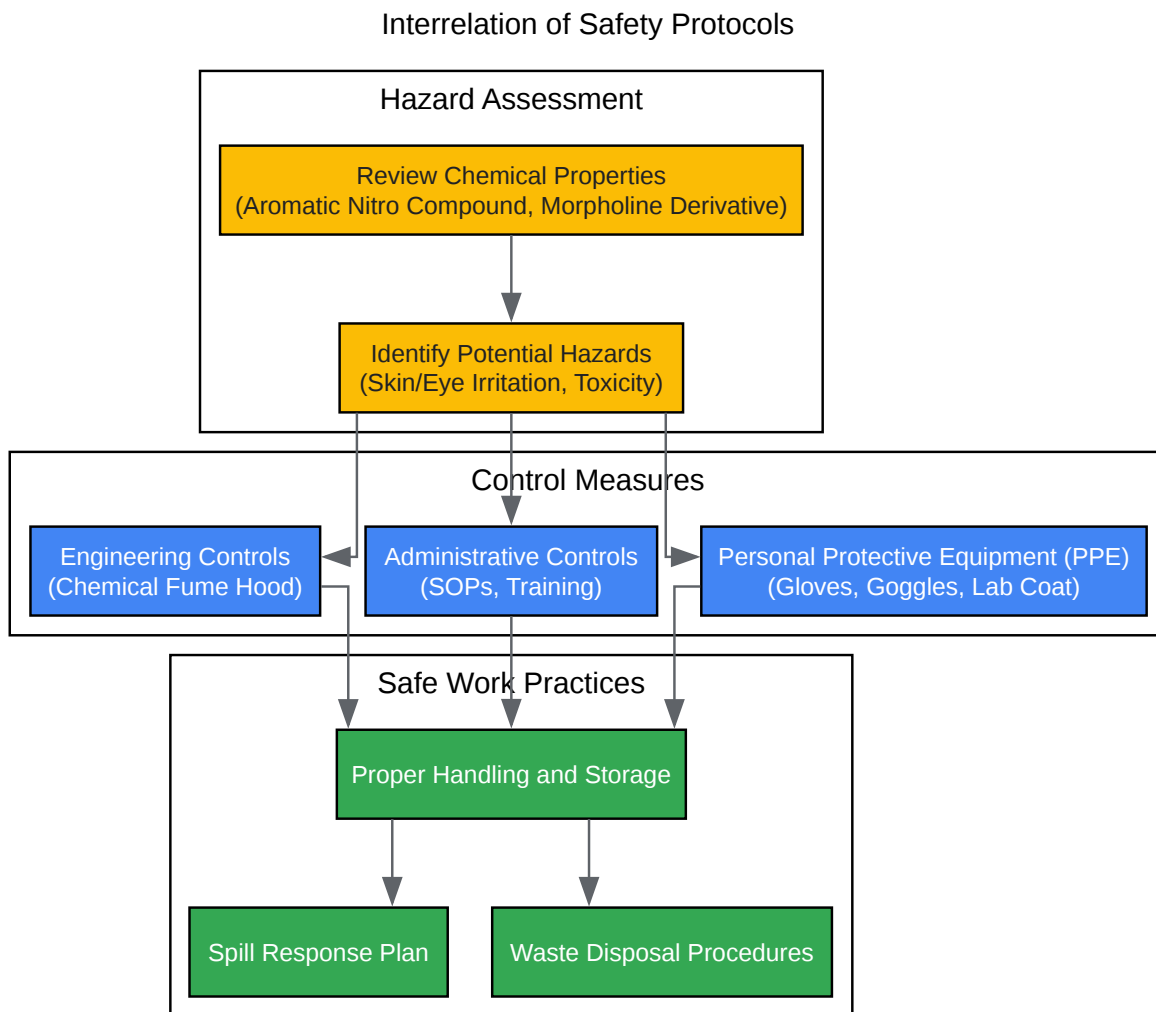 Interrelation of Safety Protocols
Hazard Assessment
Review Chemical Properties
(Aromatic Nitro Compound, Morpholine Derivative)
Identify Potential Hazards
(Skin/Eye Irritation, Toxicity)
Control Measures
Engineering Controls
(Chemical Fume Hood)
Administrative Controls
(SOPs, Training)
Personal Protective Equipment (PPE)
(Gloves, Goggles, Lab Coat)
Safe Work Practices
Proper Handling and Storage
Spill Response Plan
Waste Disposal Procedures